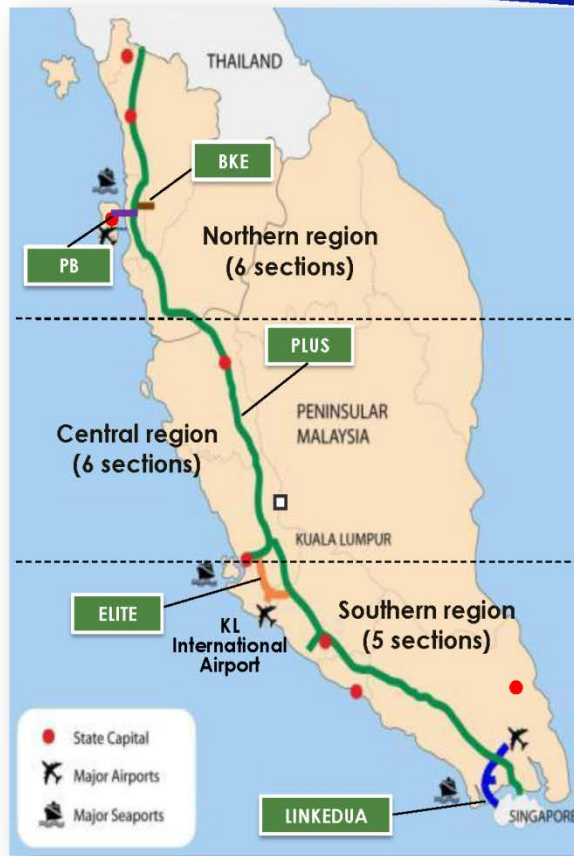 THAILAND
BKE
Northern region
(6 sections)
PB
PLUS
PENINSULAR
MALAYSIA
Central region
(6 sections)
KUALA LUMPUR
ELITE
KL
International
Airport
Southern region
(5 sections)
State Capital
Major Airports
Major Seaports
LINKEDUA
SINGAPORE